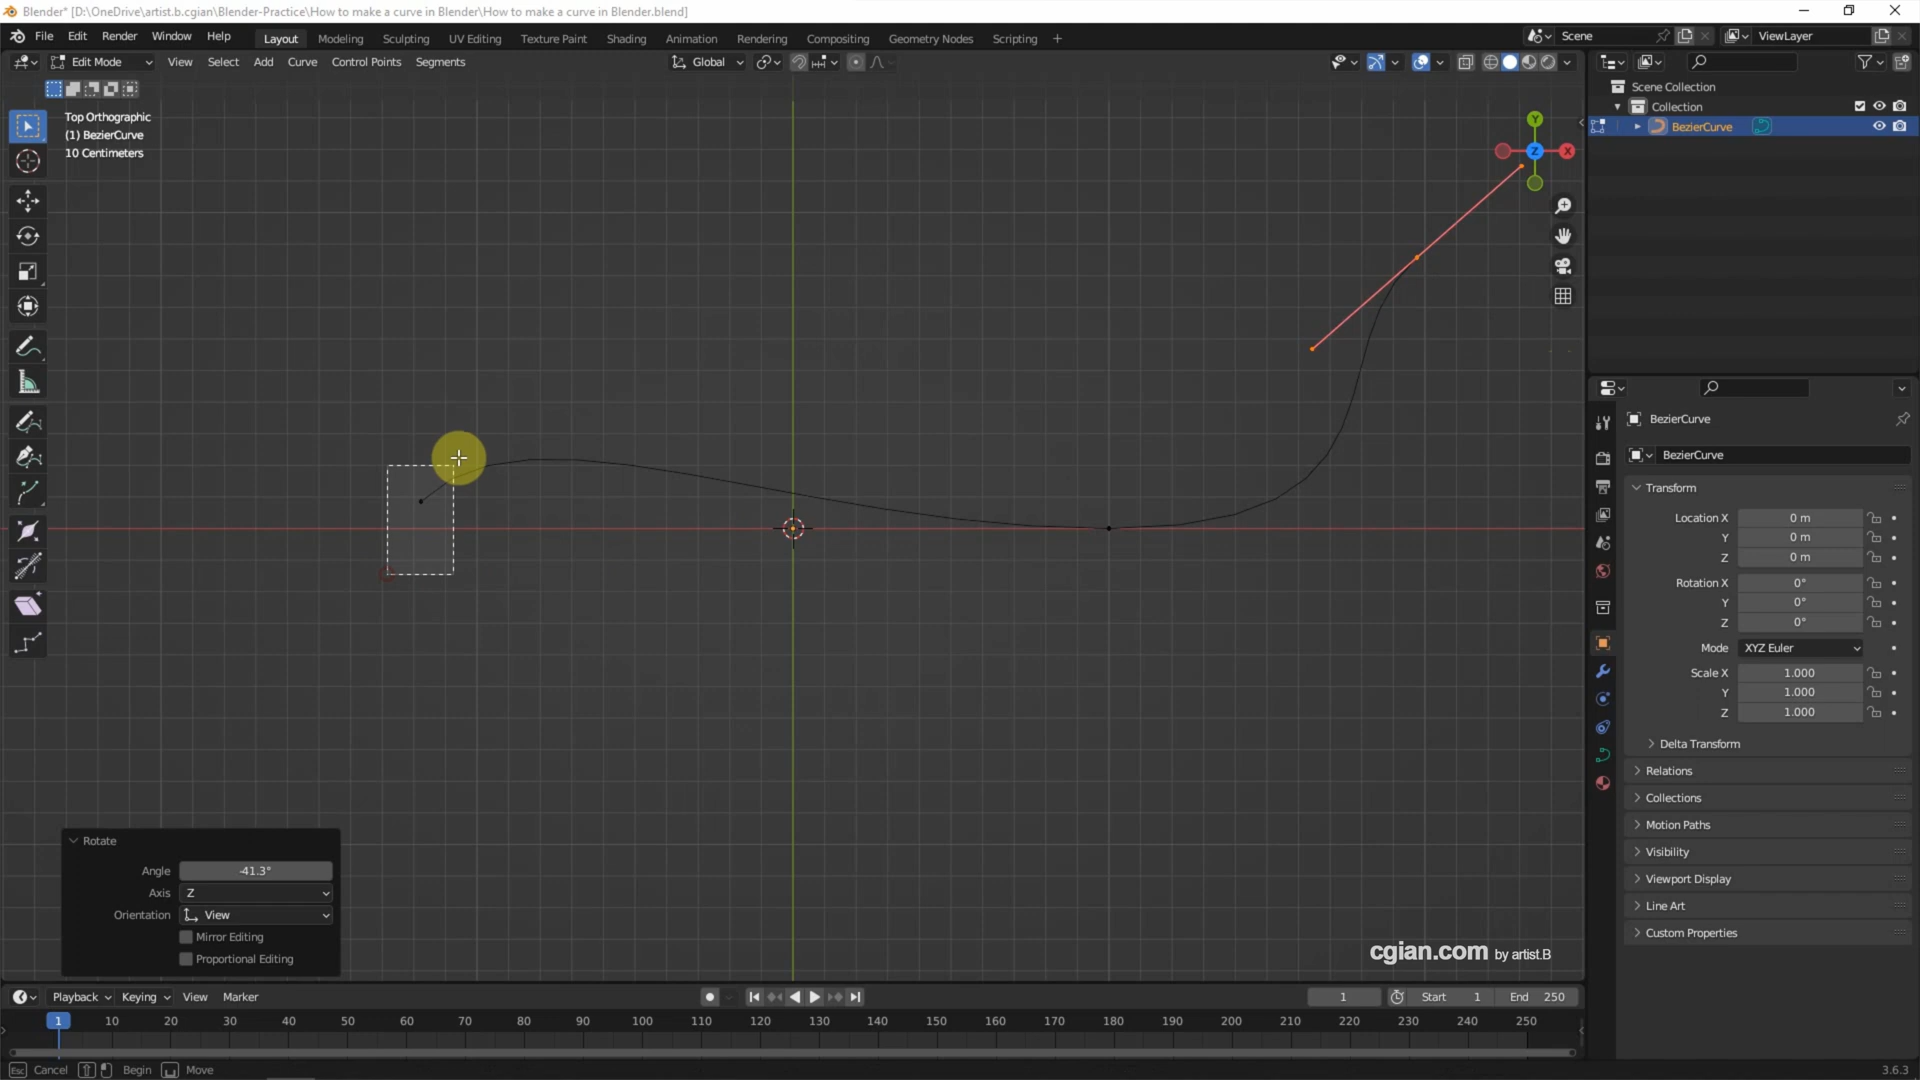 Blender* [D:\OneDrive\artist.b.cgian\Blender-Practice\How to make a curve in Blender\How to make a curve in Blender.blend]
File Edit Render Window Help Layout Modeling Sculpting UV Editing Texture Paint Shading Animation Rendering Compositing Geometry Nodes Scripting + Scene ViewLayer
Edit Mode View Select Add Curve Control Points Segments Global
Top Orthographic
(1) BezierCurve
10 Centimeters
Y
Z X
Scene Collection
Collection
BezierCurve
BezierCurve
BezierCurve
Transform
Location X 0 m
Y 0 m
Z 0 m
Rotation X 0°
Y 0°
Z 0°
Mode XYZ Euler
Scale X 1.000
Y 1.000
Z 1.000
Delta Transform
Relations
Collections
Motion Paths
Visibility
Viewport Display
Line Art
Custom Properties
Rotate
Angle -41.3°
Axis Z
Orientation View
Mirror Editing
Proportional Editing
cgian.com by artist.B
Playback Keying View Marker 1 Start 1 End 250
1 10 20 30 40 50 60 70 80 90 100 110 120 130 140 150 160 170 180 190 200 210 220 230 240 250
Esc Cancel Begin Move 3.6.3